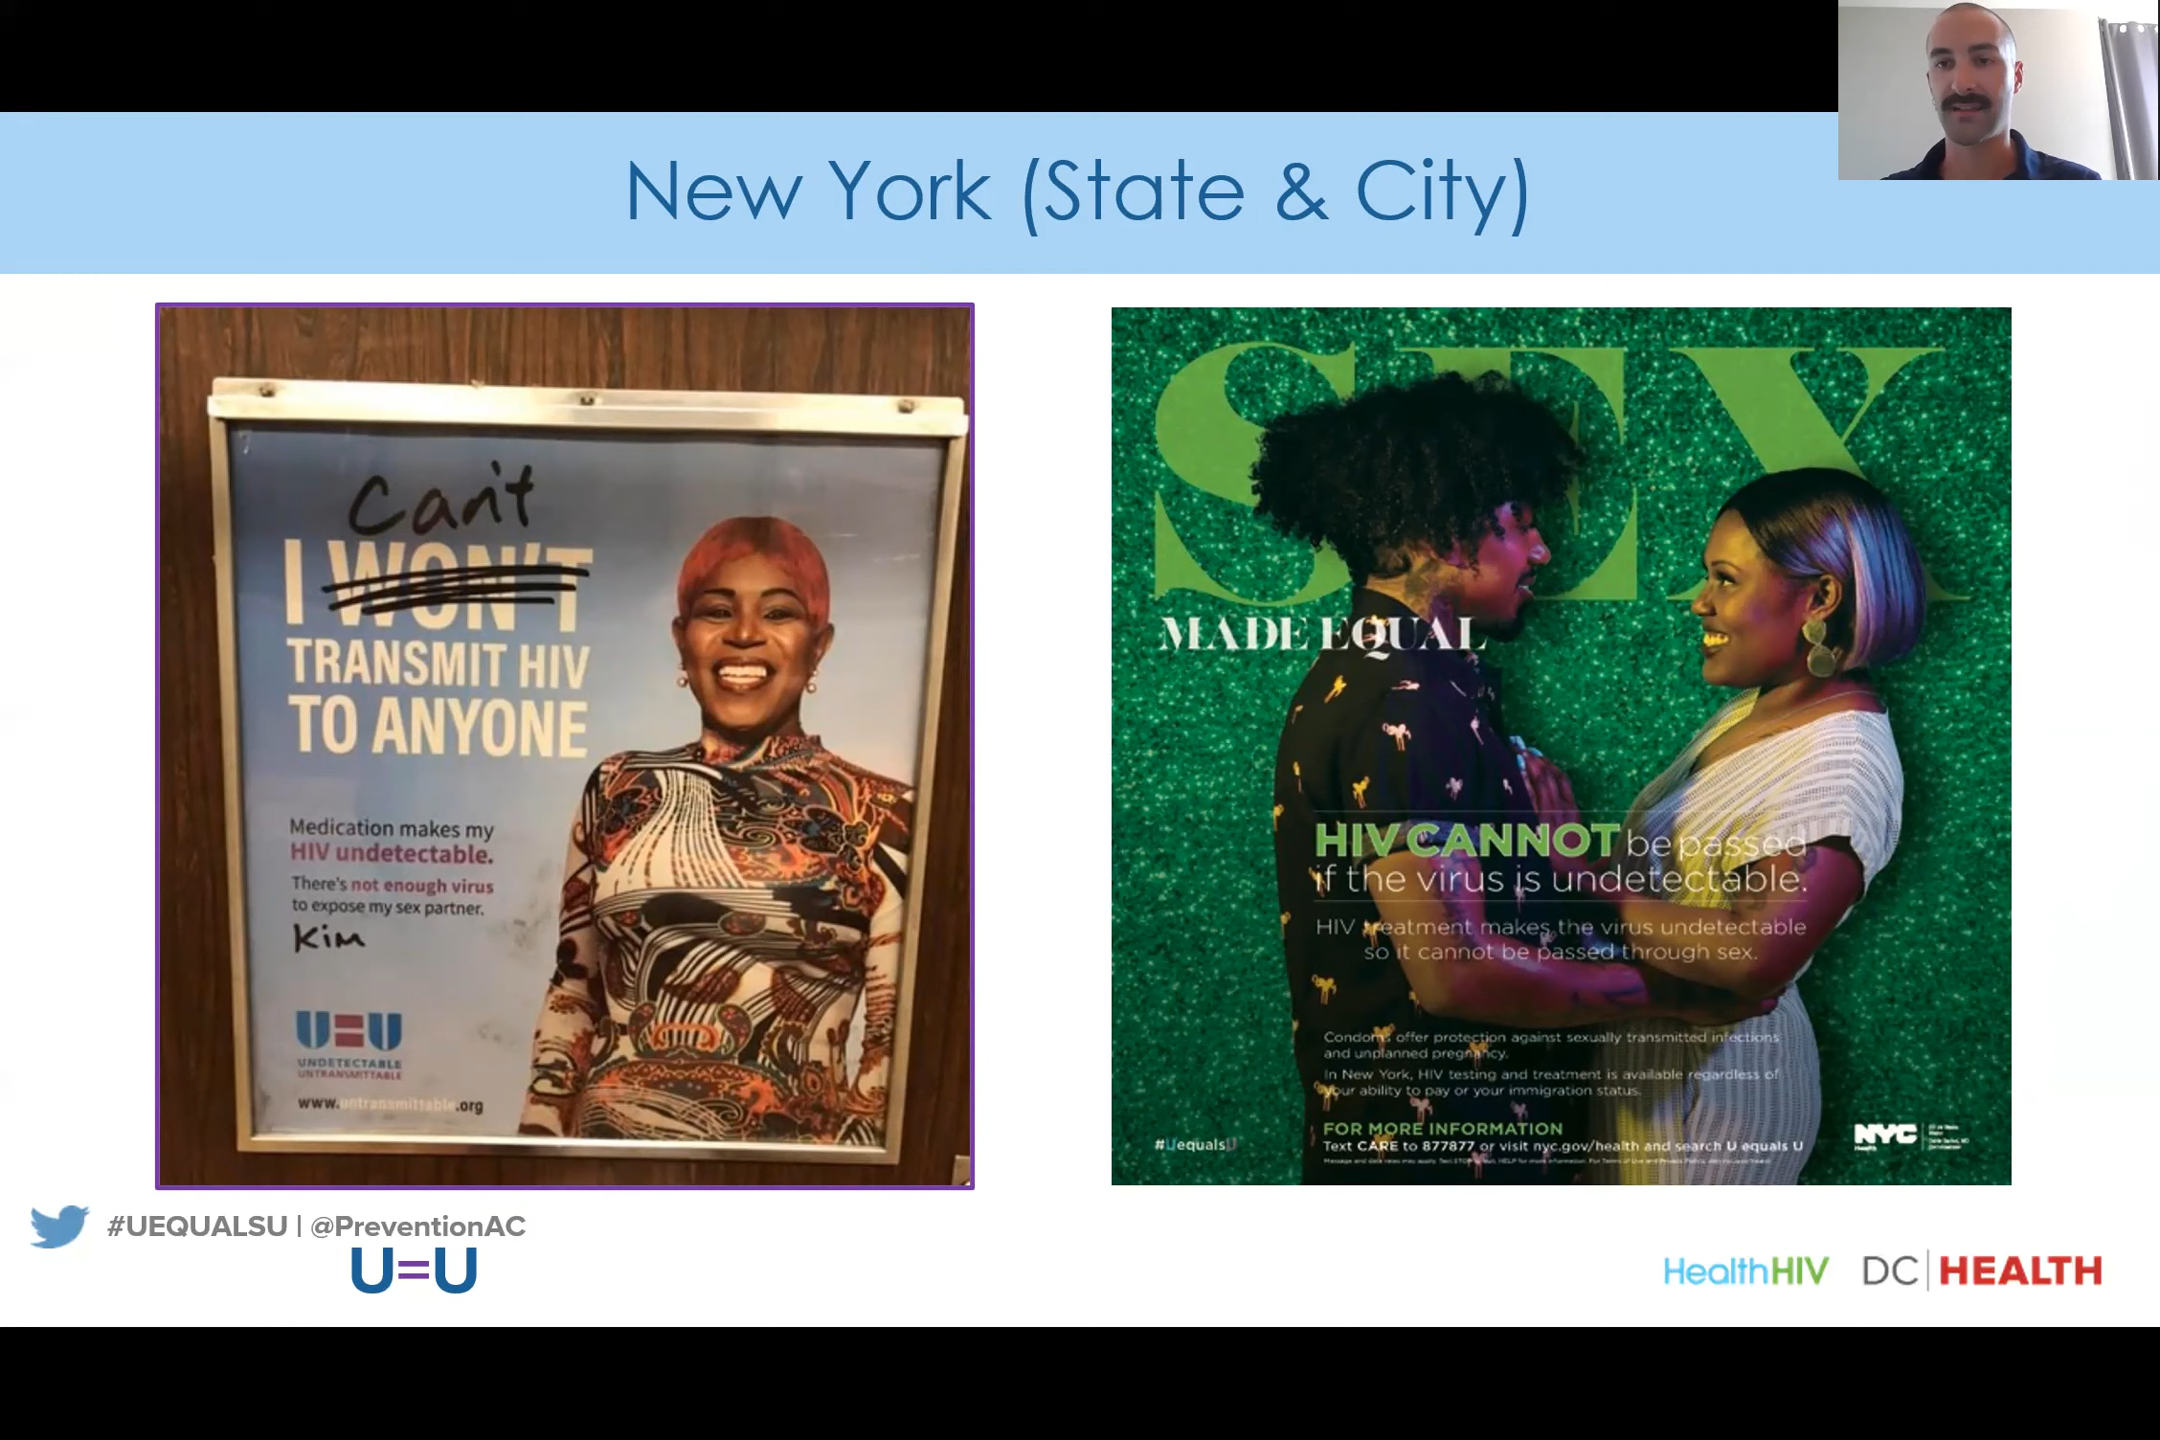 New York (State & City)
Can't
I WON'T
TRANSMIT HIV
TO ANYONE
Medication makes my
HIV undetectable.
There's not enough virus
to expose my sex partner.
Kim
U=U
UNDETECTABLE
UNTRANSMITTABLE
www.untransmittable.org
SEX
MADE EQUAL
HIV CANNOT be passed
if the virus is undetectable.
HIV treatment makes the virus undetectable
so it cannot be passed through sex.
Condoms offer protection against sexually transmitted infections
and unplanned pregnancy.
In New York, HIV testing and treatment is available regardless of
your ability to pay or your immigration status.
FOR MORE INFORMATION
Text CARE to 877877 or visit nyc.gov/health and search U equals U
#UequalsU
NYC
Health
#UEQUALSU | @PreventionAC
U=U
HealthHIV
DC | HEALTH